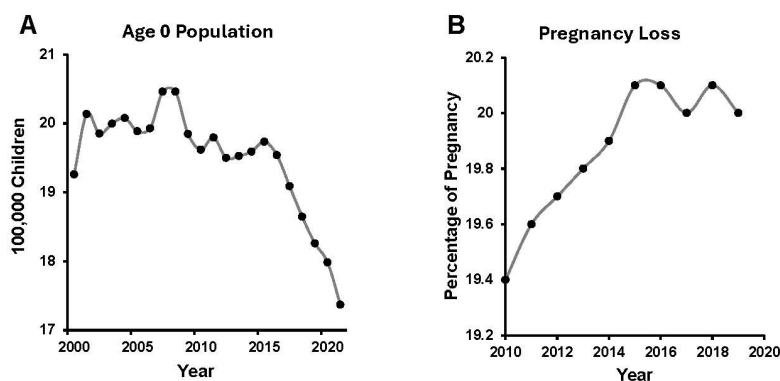 A
Age 0 Population
100,000 Children
21
20
19
18
17
2000
2005
2010
2015
2020
Year
B
Pregnancy Loss
Percentage of Pregnancy
20.2
20
19.8
19.6
19.4
19.2
2010
2012
2014
2016
2018
2020
Year